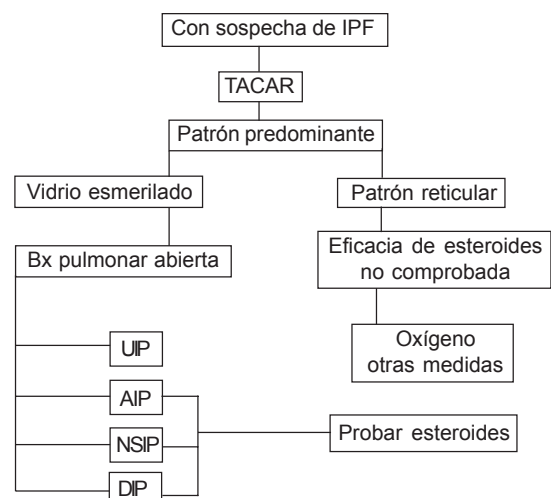 Con sospecha de IPF
TACAR
Patrón predominante
Vidrio esmerilado
Patrón reticular
Bx pulmonar abierta
Eficacia de esteroides
no comprobada
Oxígeno
otras medidas
UIP
AIP
NSIP
DIP
Probar esteroides